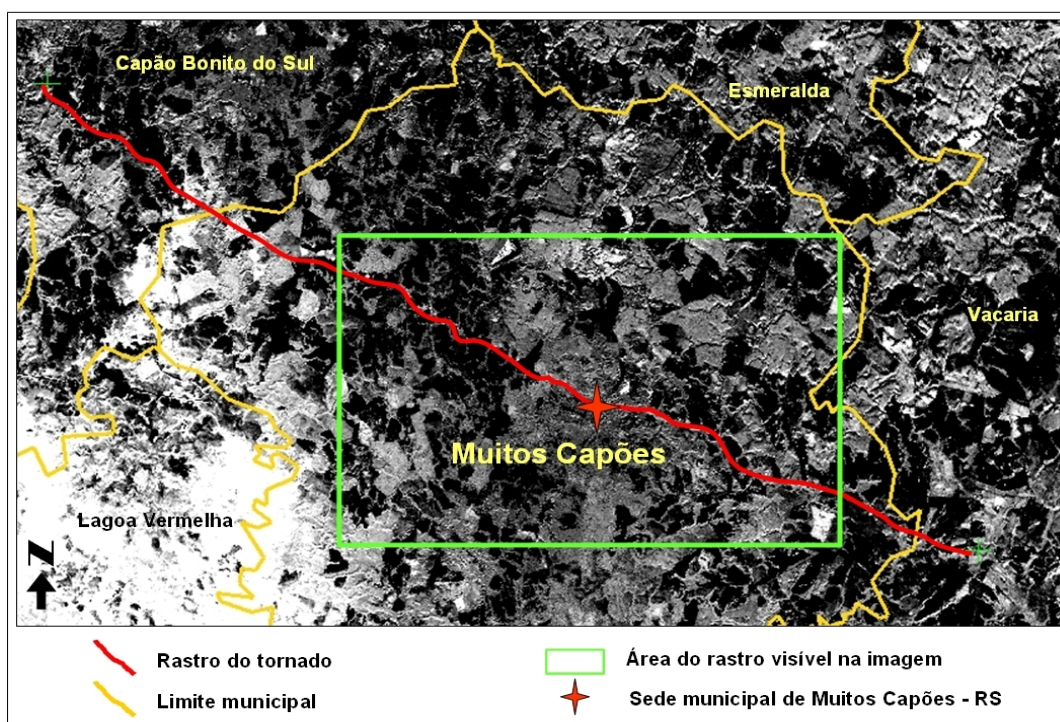 Capão Bonito do Sul
Esmeralda
Vacaria
Muitos Capões
Lagoa Vermelha
N
Rastro do tornado
Área do rastro visível na imagem
Limite municipal
Sede municipal de Muitos Capões - RS